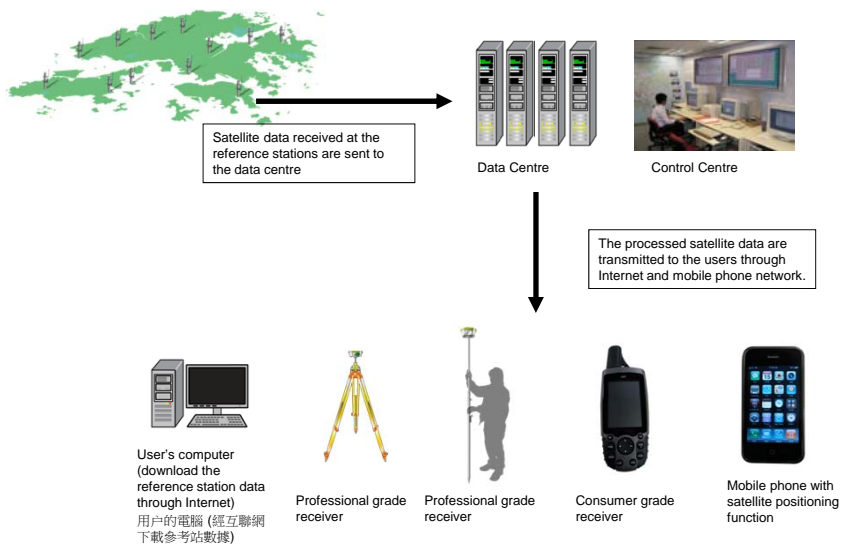 Satellite data received at the
reference stations are sent to
the data centre
Data Centre
Control Centre
The processed satellite data are
transmitted to the users through
Internet and mobile phone network.
User's computer
(download the
reference station data
through Internet)
用户的電腦 (經互聯網
下載參考站數據)
Professional grade
receiver
Professional grade
receiver
Consumer grade
receiver
Mobile phone with
satellite positioning
function